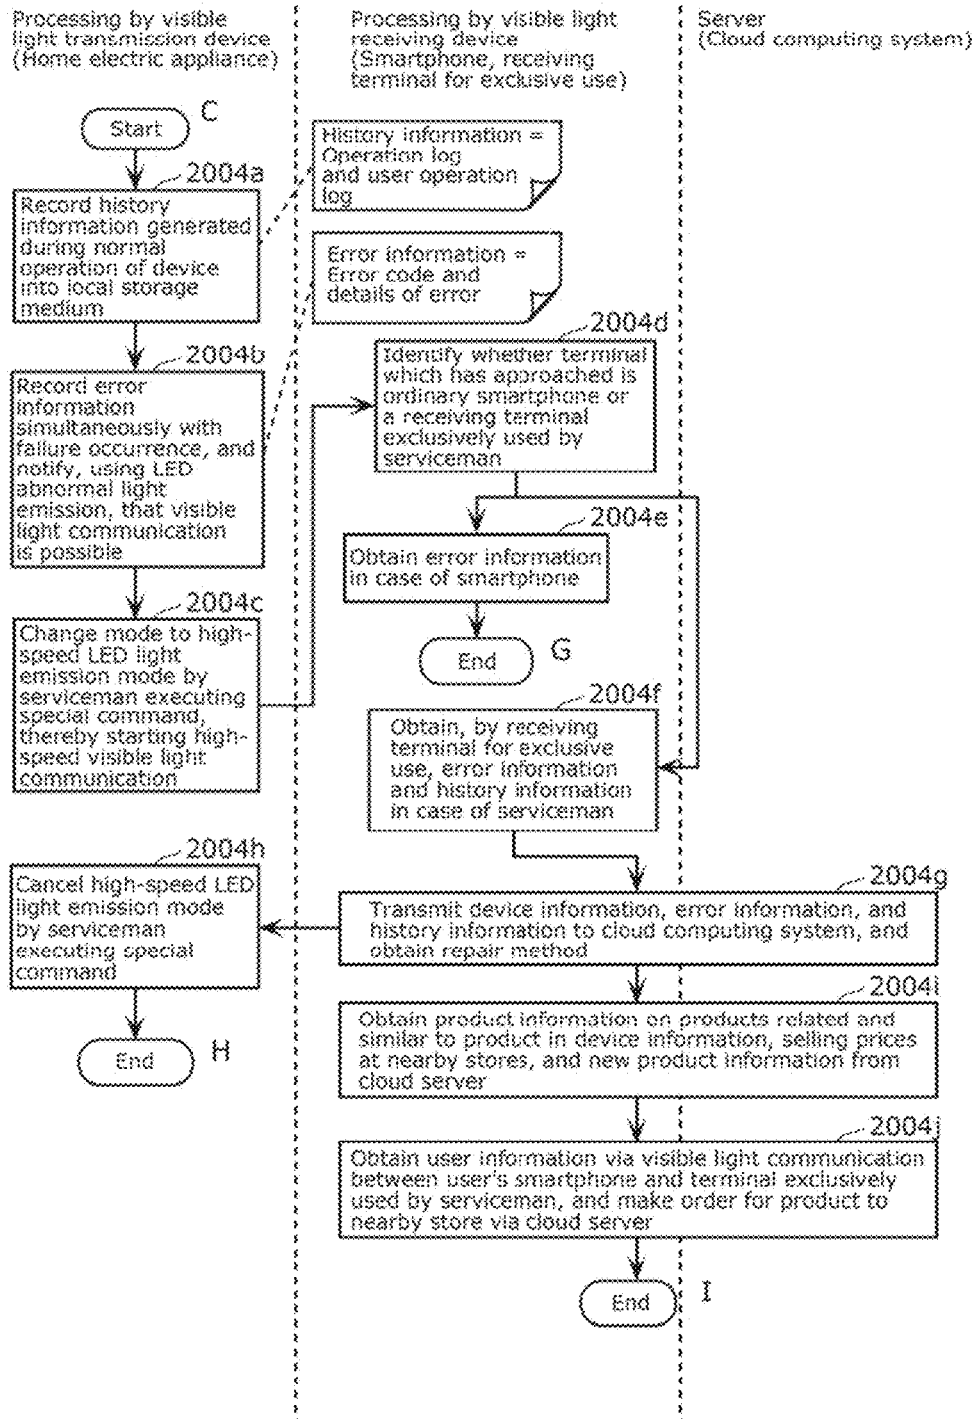 Processing by visible
light transmission device
(Home electric appliance)
Processing by visible light
receiving device
(Smartphone, receiving
terminal for exclusive use)
Server
(Cloud computing system)
C
Start
2004a
Record history
information generated
during normal
operation of device
into local storage
medium
History information =
Operation log
and user operation
log
Error information =
Error code and
details of error
2004b
Record error
information
simultaneously with
failure occurrence, and
notify, using LED
abnormal light
emission, that visible
light communication
is possible
2004c
Change mode to high-
speed LED light
emission mode by
serviceman executing
special command,
thereby starting high-
speed visible light
communication
2004d
Identify whether terminal
which has approached is
ordinary smartphone or
a receiving terminal
exclusively used by
serviceman
2004e
Obtain error information
in case of smartphone
End
G
2004f
Obtain, by receiving
terminal for exclusive
use, error information
and history information
in case of serviceman
2004g
Transmit device information, error information, and
history information to cloud computing system, and
obtain repair method
2004h
Cancel high-speed LED
light emission mode
by serviceman
executing special
command
End
H
2004i
Obtain product information on products related and
similar to product in device information, selling prices
at nearby stores, and new product information from
cloud server
2004j
Obtain user information via visible light communication
between user's smartphone and terminal exclusively
used by serviceman, and make order for product to
nearby store via cloud server
End
I